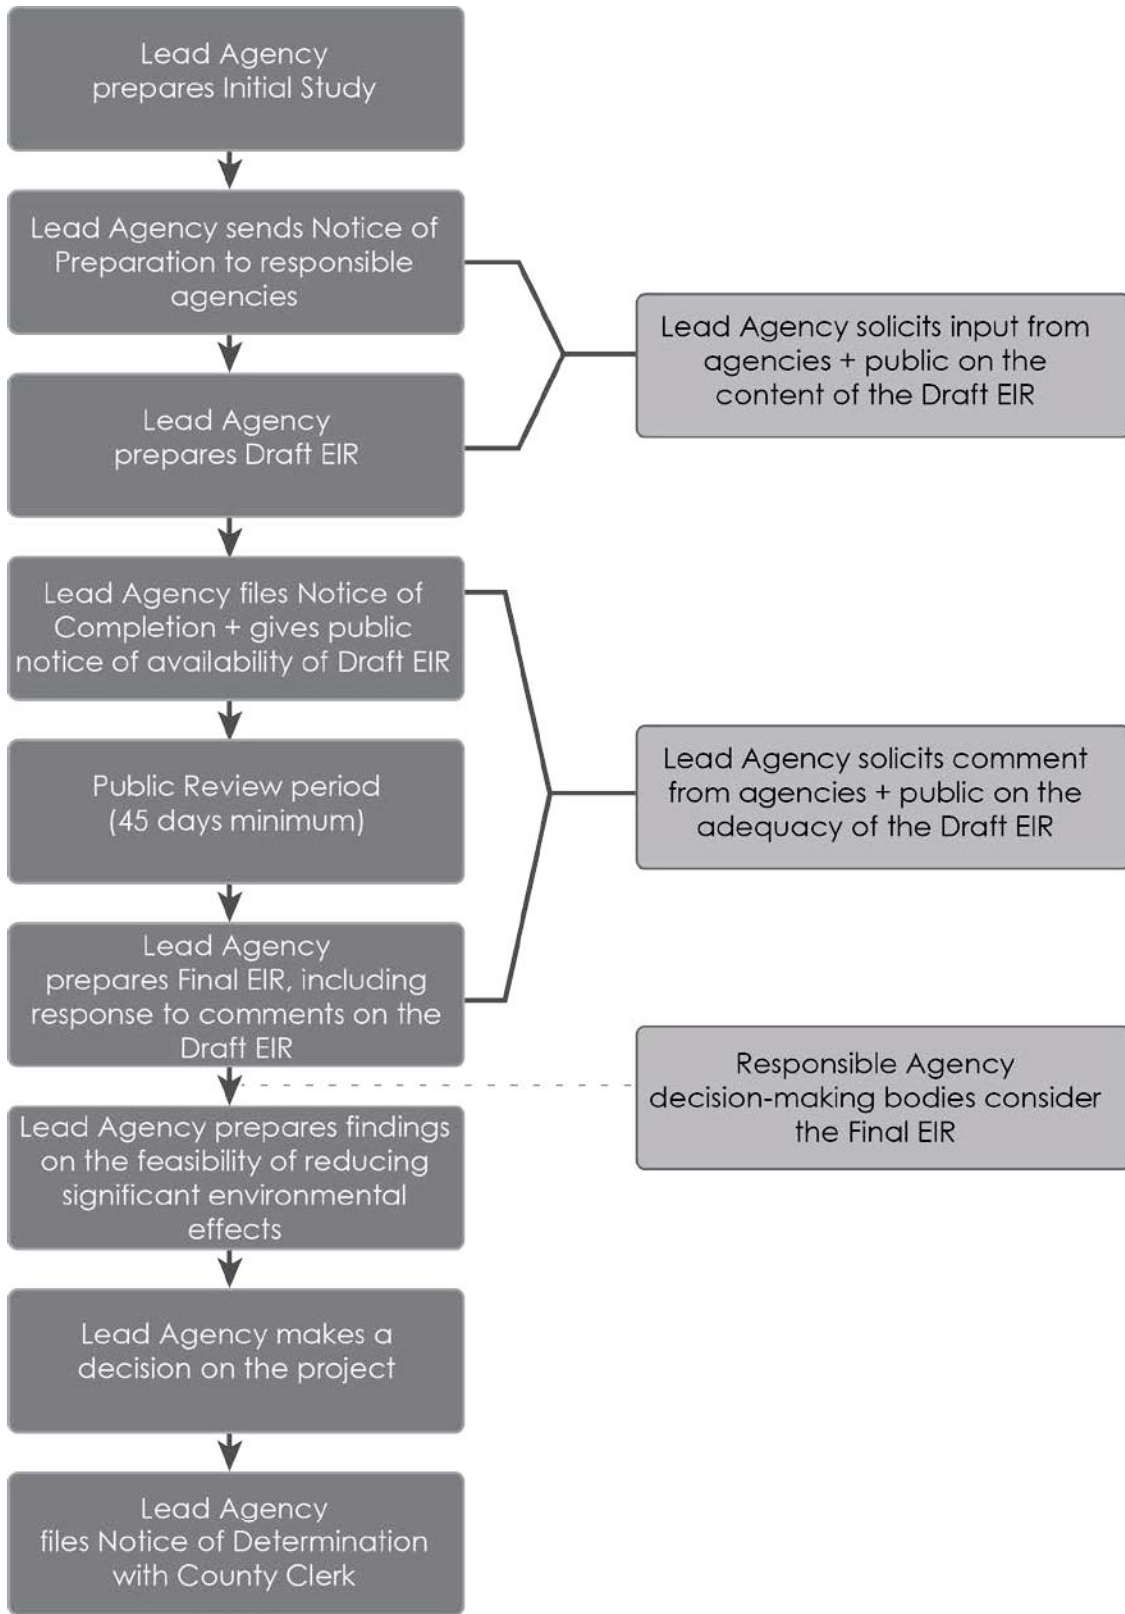 Lead Agency
prepares Initial Study
Lead Agency sends Notice of
Preparation to responsible
agencies
Lead Agency solicits input from
agencies + public on the
content of the Draft EIR
Lead Agency
prepares Draft EIR
Lead Agency files Notice of
Completion + gives public
notice of availability of Draft EIR
Public Review period
(45 days minimum)
Lead Agency solicits comment
from agencies + public on the
adequacy of the Draft EIR
Lead Agency
prepares Final EIR, including
response to comments on the
Draft EIR
Responsible Agency
decision-making bodies consider
the Final EIR
Lead Agency prepares findings
on the feasibility of reducing
significant environmental
effects
Lead Agency makes a
decision on the project
Lead Agency
files Notice of Determination
with County Clerk